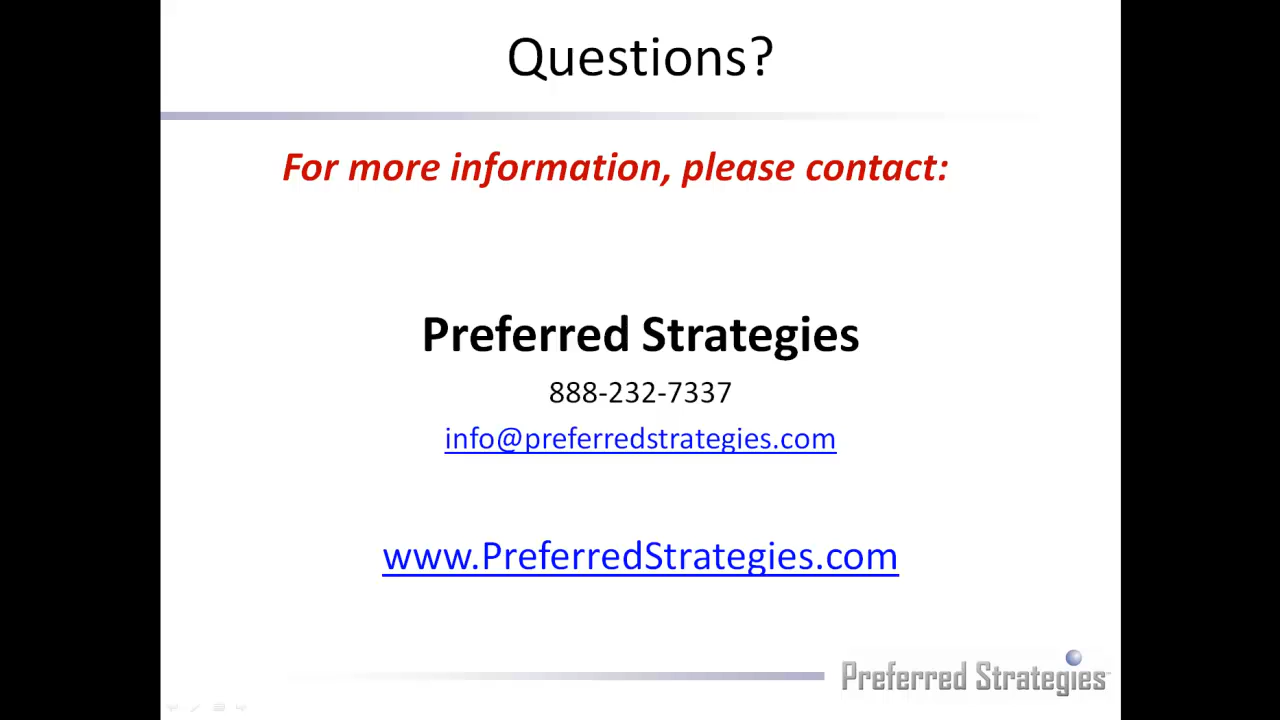 Questions?
For more information, please contact:
Preferred Strategies
888-232-7337
info@preferredstrategies.com
www.PreferredStrategies.com
Preferred Strategies